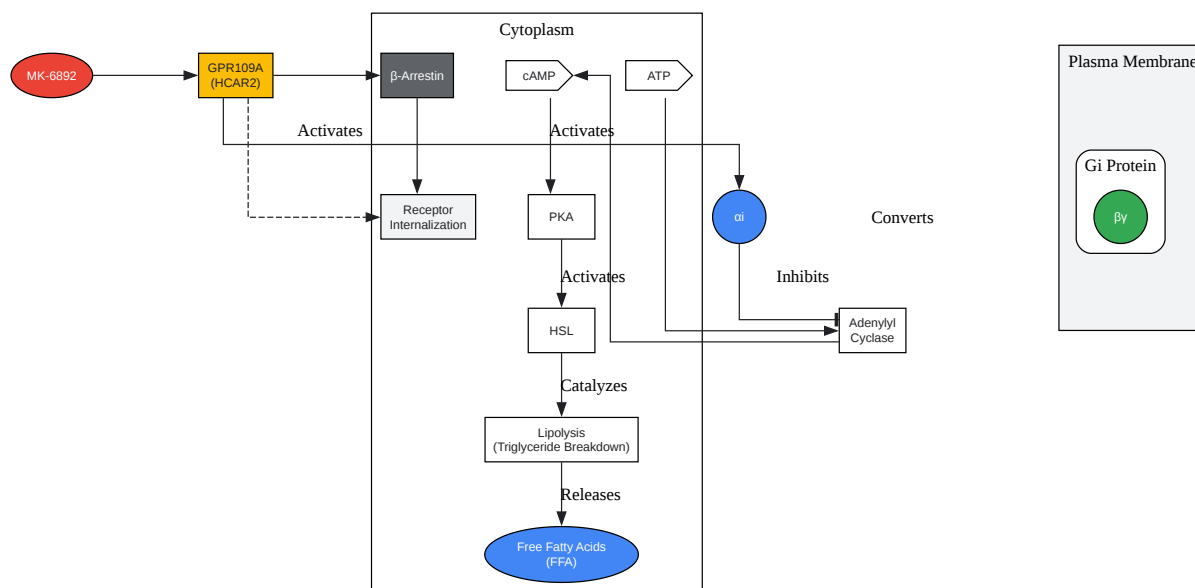 Cytoplasm
Plasma Membrane
MK-6892
GPR109A
(HCAR2)
β-Arrestin
cAMP
ATP
Activates
Activates
Gi Protein
βγ
Receptor
Internalization
PKA
αi
Converts
Activates
Inhibits
HSL
Adenylyl
Cyclase
Catalyzes
Lipolysis
(Triglyceride Breakdown)
Releases
Free Fatty Acids
(FFA)